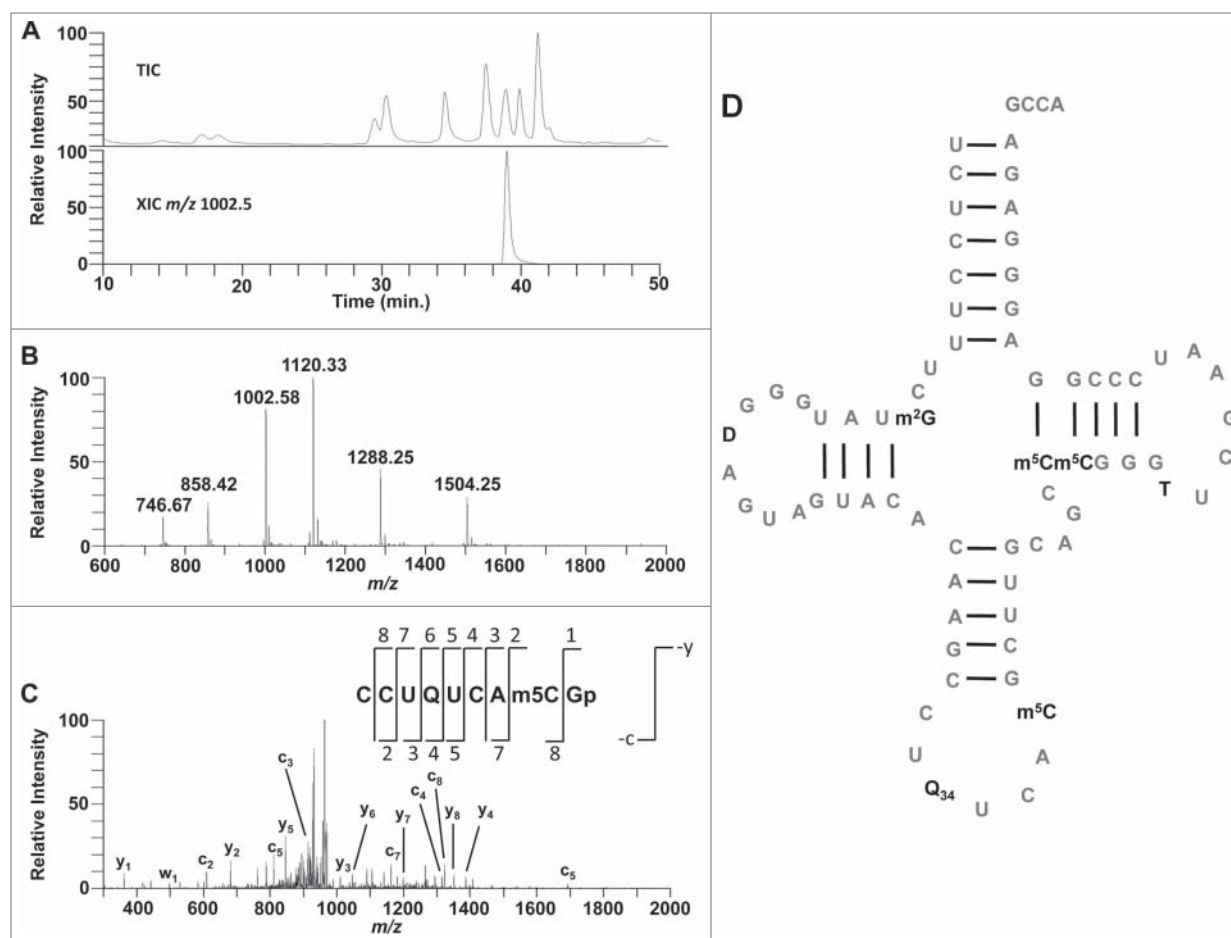 A
TIC
Relative Intensity
100
50
XIC m/z 1002.5
100
50
0
10 20 30 40 50
Time (min.)
B
Relative Intensity
100
50
0
746.67
858.42
1002.58
1120.33
1288.25
1504.25
600 800 1000 1200 1400 1600 1800 2000
m/z
C
8 7 6 5 4 3 2 1
CCUQUCAm5CGp
2 3 4 5 7 8
-y
-c
Relative Intensity
100
50
0
y1
w1
c2
y2
c5
y5
c3
y3
y6
c7
y7
c4
c8
y8
y4
c5
400 600 800 1000 1200 1400 1600 1800 2000
m/z
D
GCCA
U A
C G
U A
C G
C G
U G
U A
U
C
G G G U A U m²G
D
A G U A G U A C A
G G C C C U A A G C U
m⁵C m⁵C G G G T
C
G
A
C G C
A U
A U
G C
C G
C m⁵C
U A
Q34 U C